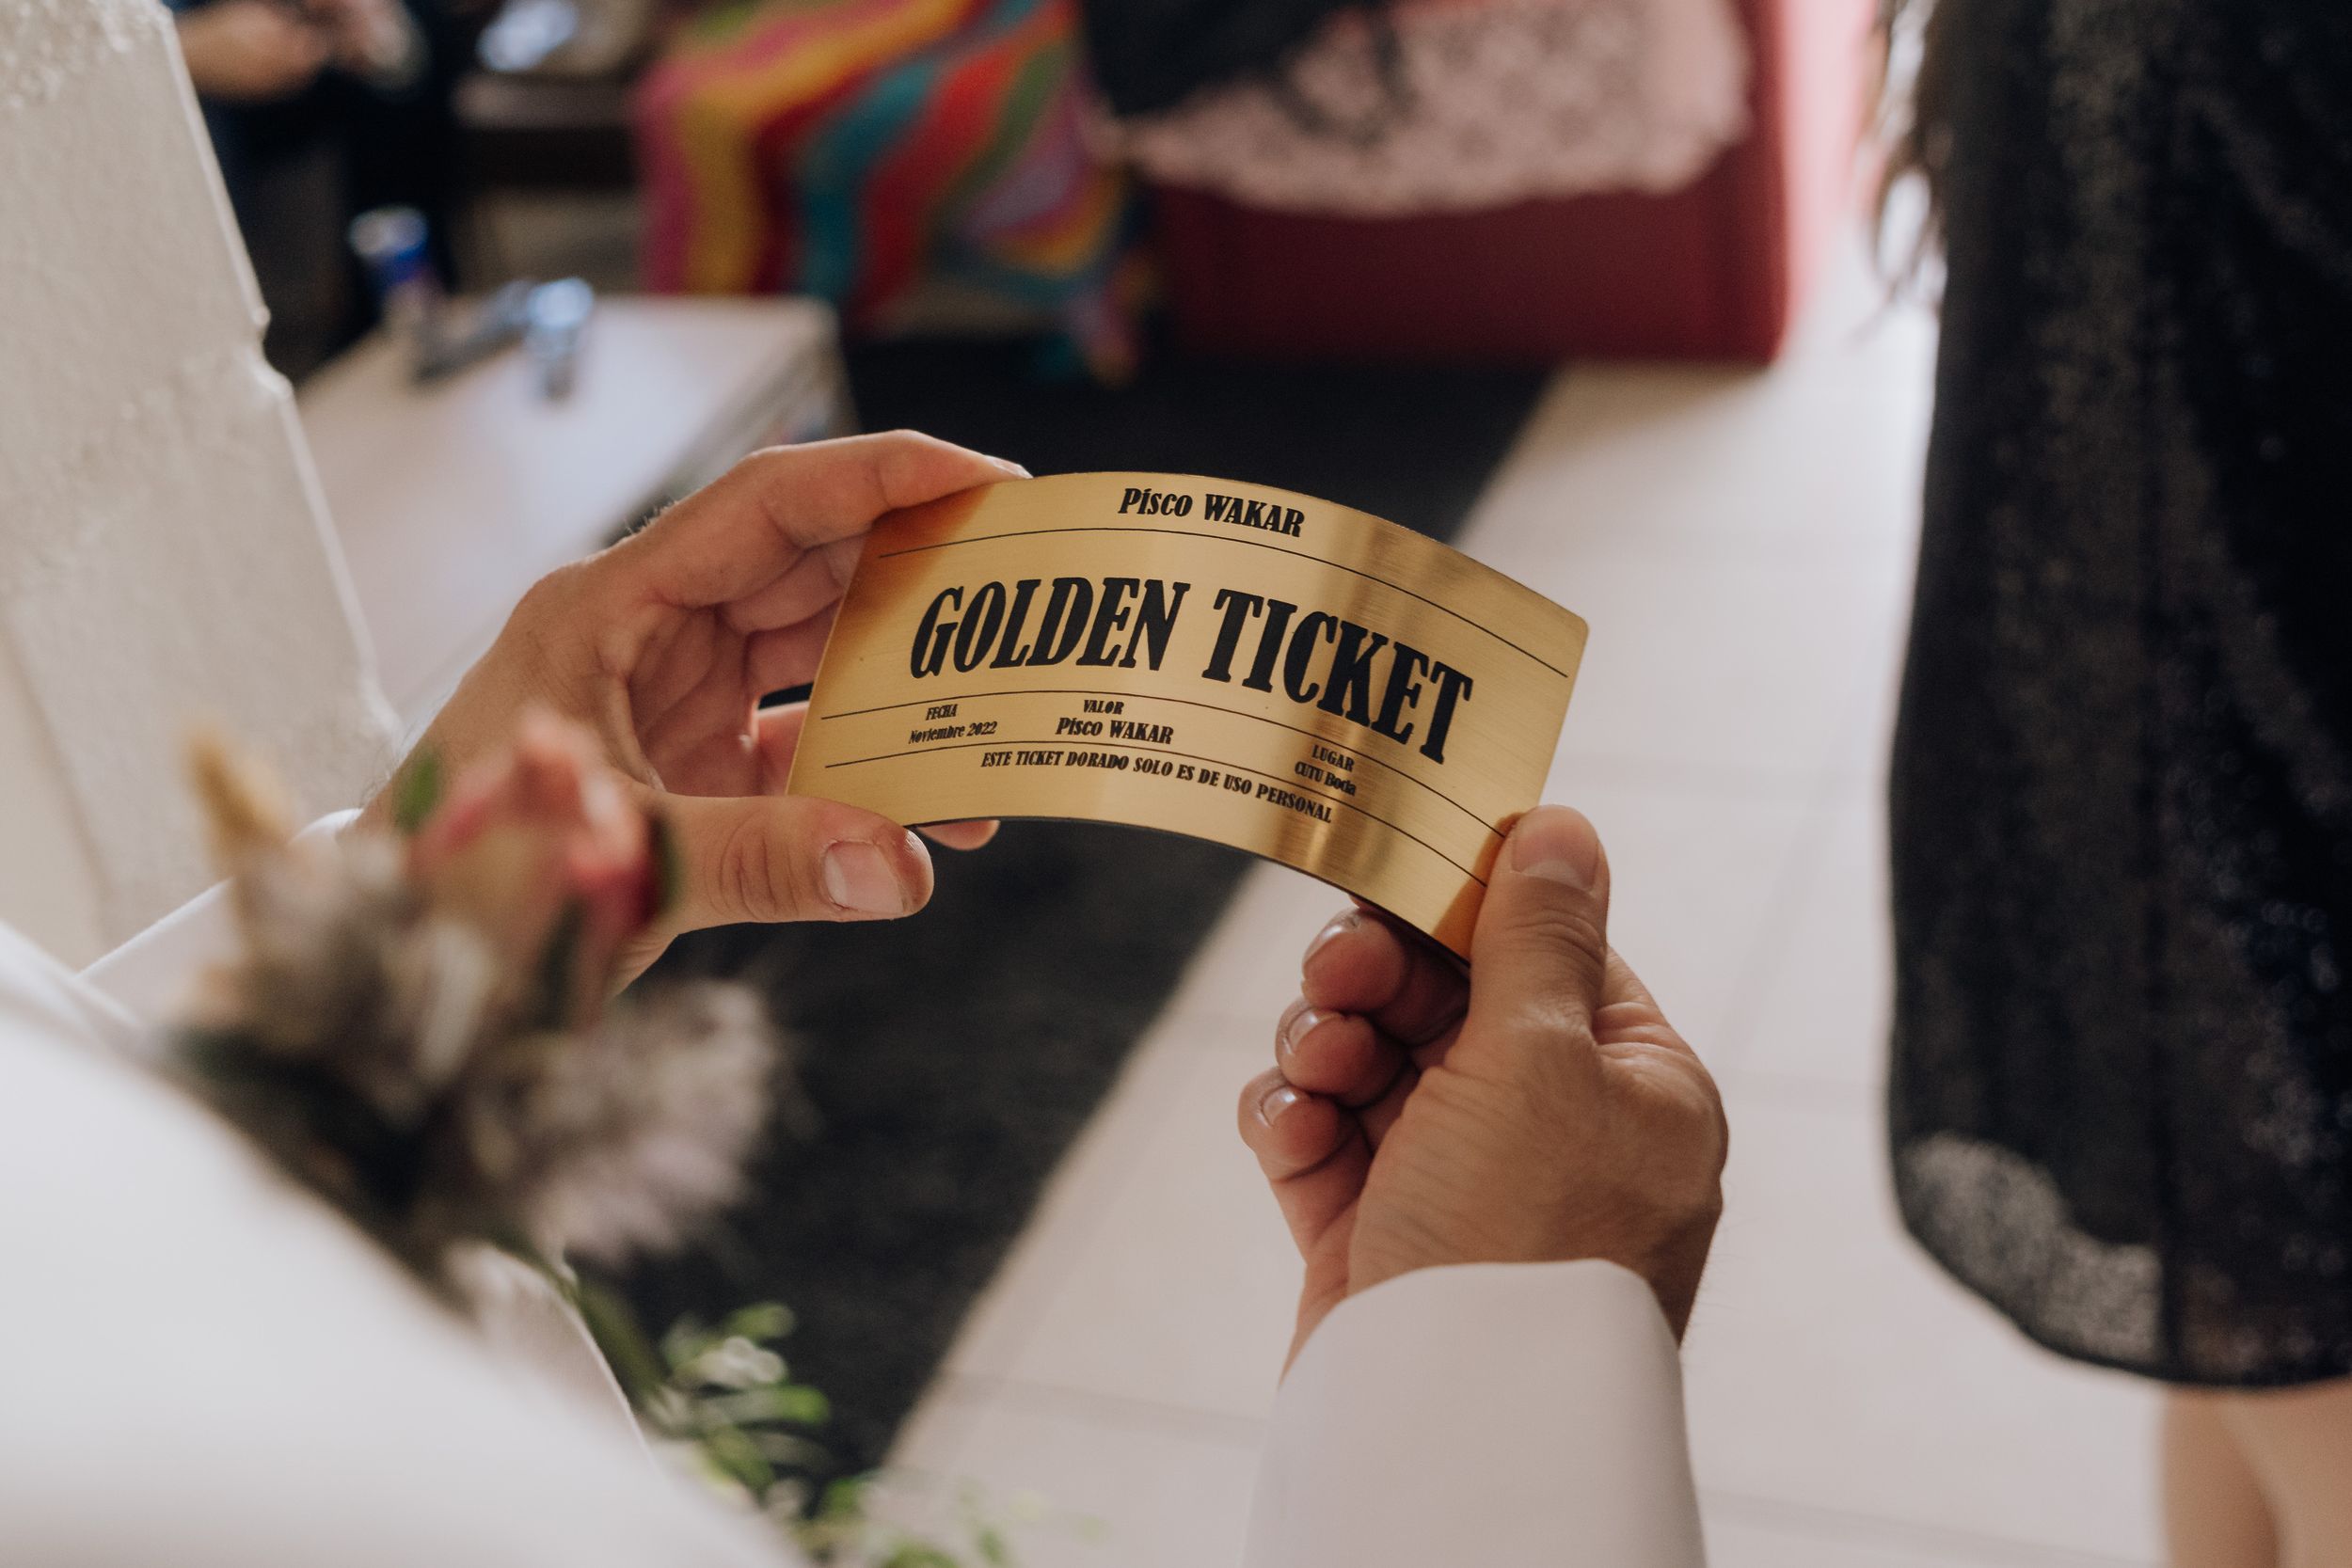 Pisco WAKAR
GOLDEN TICKET
FECHA
Noviembre 2022
VALOR
Pisco WAKAR
LUGAR
CUTU Boda
ESTE TICKET DORADO SOLO ES DE USO PERSONAL